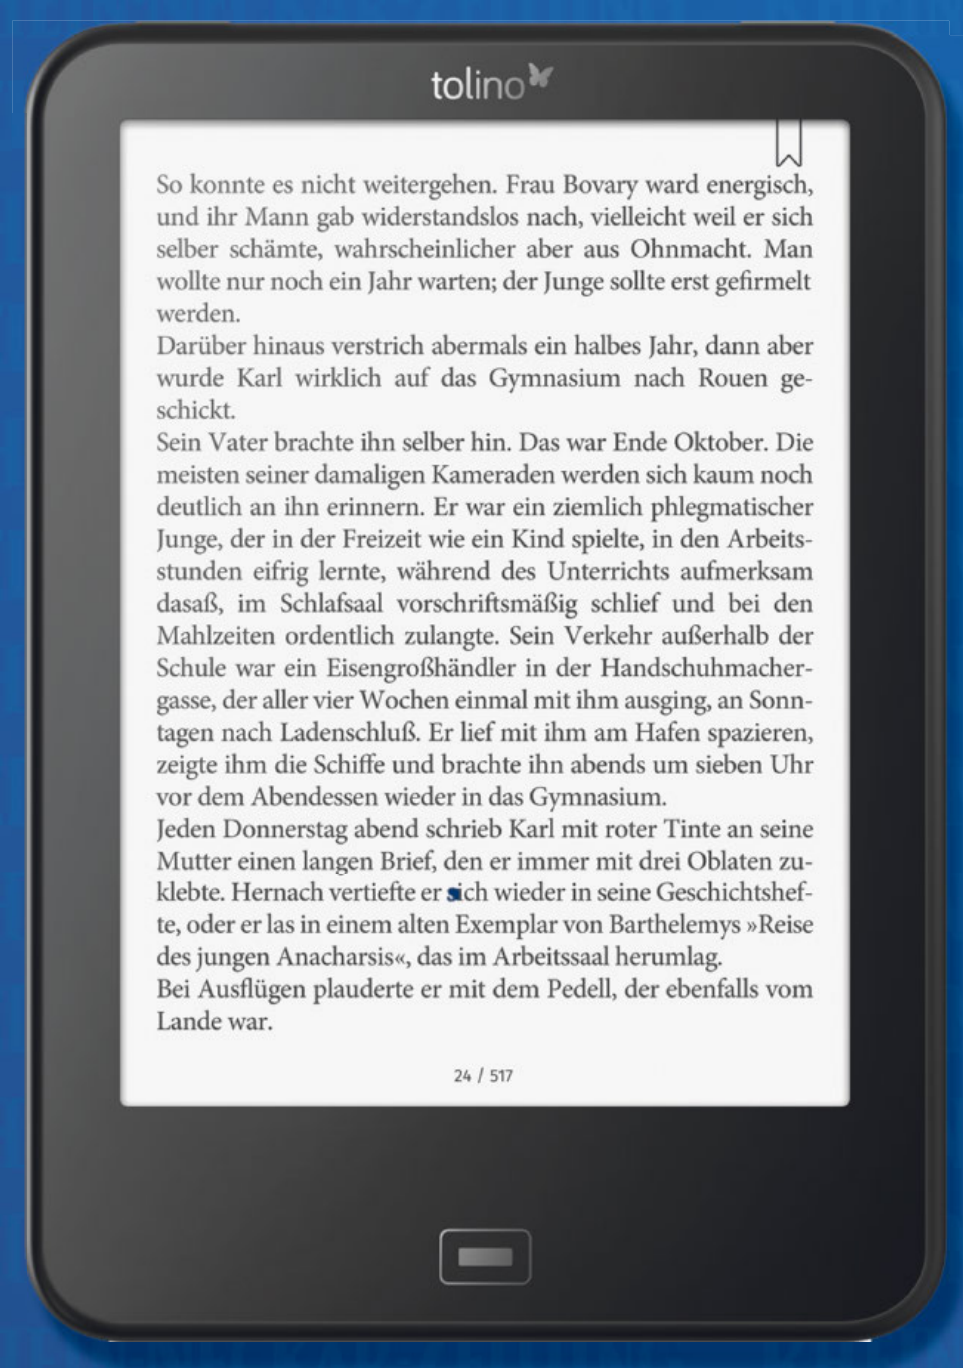 tolino
So konnte es nicht weitergehen. Frau Bovary ward energisch,
und ihr Mann gab widerstandslos nach, vielleicht weil er sich
selber schämte, wahrscheinlicher aber aus Ohnmacht. Man
wollte nur noch ein Jahr warten; der Junge sollte erst gefirmelt
werden.
Darüber hinaus verstrich abermals ein halbes Jahr, dann aber
wurde Karl wirklich auf das Gymnasium nach Rouen ge-
schickt.
Sein Vater brachte ihn selber hin. Das war Ende Oktober. Die
meisten seiner damaligen Kameraden werden sich kaum noch
deutlich an ihn erinnern. Er war ein ziemlich phlegmatischer
Junge, der in der Freizeit wie ein Kind spielte, in den Arbeits-
stunden eifrig lernte, während des Unterrichts aufmerksam
dasaß, im Schlafsaal vorschriftsmäßig schlief und bei den
Mahlzeiten ordentlich zulangte. Sein Verkehr außerhalb der
Schule war ein Eisengroßhändler in der Handschuhmacher-
gasse, der aller vier Wochen einmal mit ihm ausging, an Sonn-
tagen nach Ladenschluß. Er lief mit ihm am Hafen spazieren,
zeigte ihm die Schiffe und brachte ihn abends um sieben Uhr
vor dem Abendessen wieder in das Gymnasium.
Jeden Donnerstag abend schrieb Karl mit roter Tinte an seine
Mutter einen langen Brief, den er immer mit drei Oblaten zu-
klebte. Hernach vertiefte er sich wieder in seine Geschichtshef-
te, oder er las in einem alten Exemplar von Barthelemys »Reise
des jungen Anacharsis«, das im Arbeitssaal herumlag.
Bei Ausflügen plauderte er mit dem Pedell, der ebenfalls vom
Lande war.
24 / 517